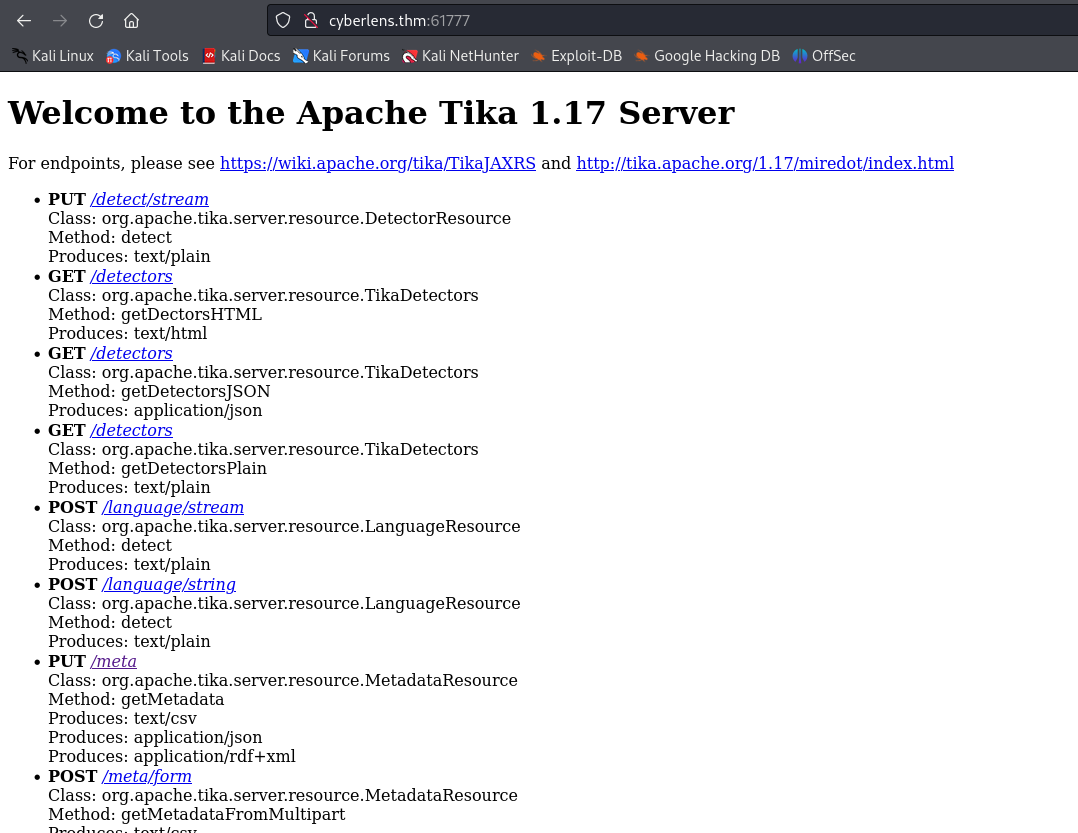 cyberlens.thm:61777
Kali Linux Kali Tools Kali Docs Kali Forums Kali NetHunter Exploit-DB Google Hacking DB OffSec
Welcome to the Apache Tika 1.17 Server
For endpoints, please see https://wiki.apache.org/tika/TikaJAXRS and http://tika.apache.org/1.17/miredot/index.html
• PUT /detect/stream
Class: org.apache.tika.server.resource.DetectorResource
Method: detect
Produces: text/plain
• GET /detectors
Class: org.apache.tika.server.resource.TikaDetectors
Method: getDectorsHTML
Produces: text/html
• GET /detectors
Class: org.apache.tika.server.resource.TikaDetectors
Method: getDetectorsJSON
Produces: application/json
• GET /detectors
Class: org.apache.tika.server.resource.TikaDetectors
Method: getDetectorsPlain
Produces: text/plain
• POST /language/stream
Class: org.apache.tika.server.resource.LanguageResource
Method: detect
Produces: text/plain
• POST /language/string
Class: org.apache.tika.server.resource.LanguageResource
Method: detect
Produces: text/plain
• PUT /meta
Class: org.apache.tika.server.resource.MetadataResource
Method: getMetadata
Produces: text/csv
Produces: application/json
Produces: application/rdf+xml
• POST /meta/form
Class: org.apache.tika.server.resource.MetadataResource
Method: getMetadataFromMultipart
Produces: text/csv